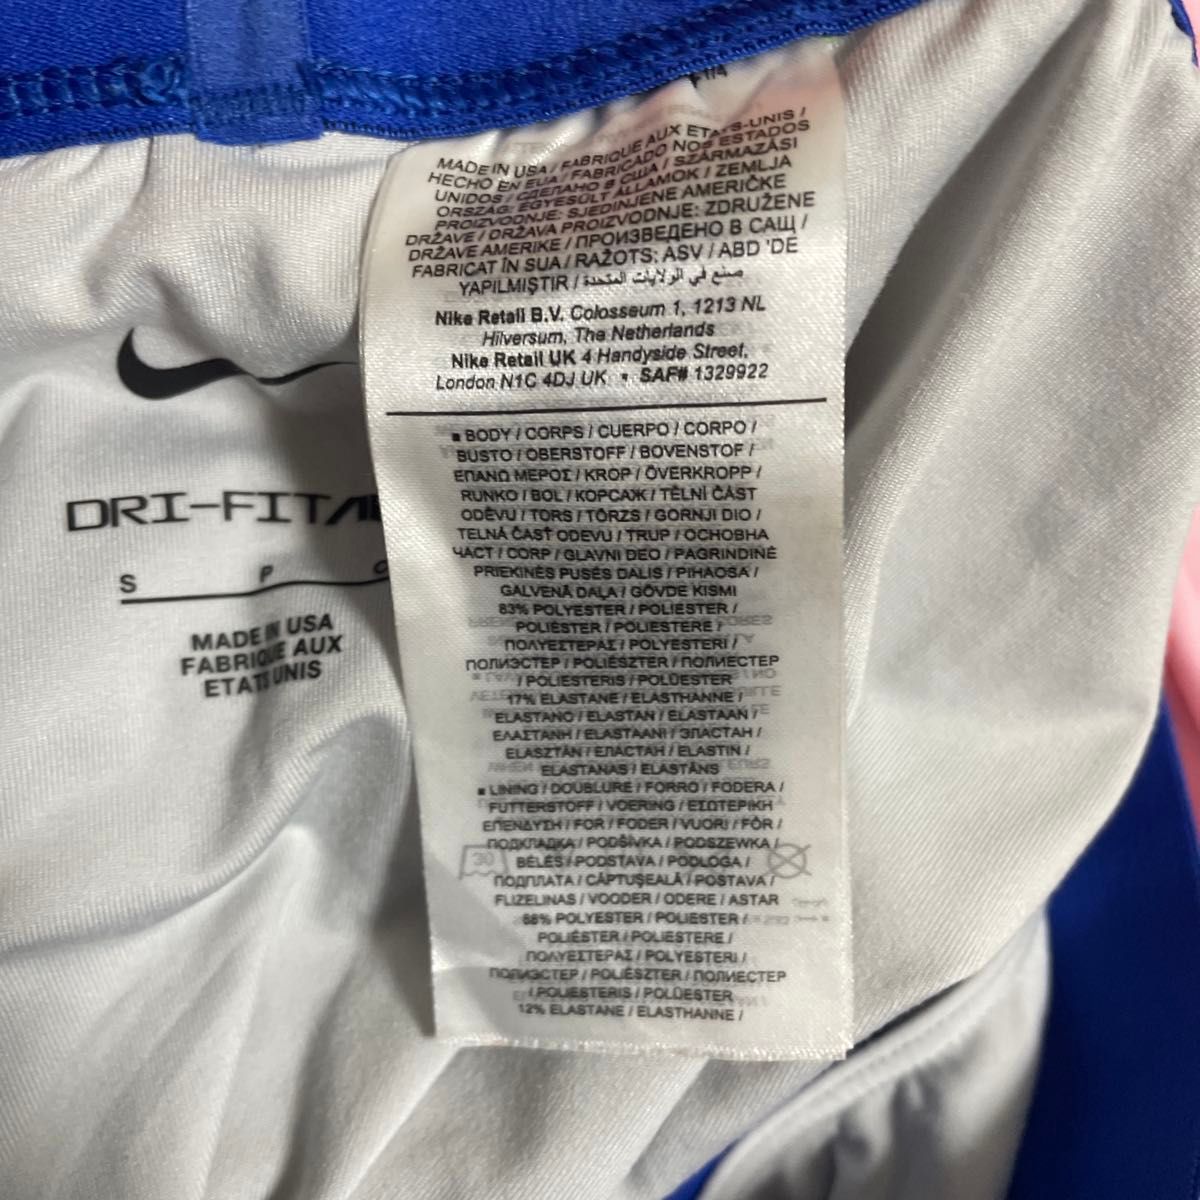 DRI-FIT
S P
MADE IN USA
FABRIQUE AUX
ETATS UNIS
1/4
MADE IN USA / FABRIQUE AUX ETATS-UNIS /
HECHO EN EUA / FABRICADO NOS ESTADOS
UNIDOS / СДЕЛАНО В США / SZÁRMAZÁSI
ORSZÁG: EGYESÜLT ÁLLAMOK / ZEMLJA
PROIZVODNJE: SJEDINJENE AMERIČKE
DRŽAVE / DRŽAVA PROIZVODNJE: ZDRUŽENE
DRŽAVE AMERIKE / ПРОИЗВЕДЕНО В САЩ /
FABRICAT ÎN SUA / RAŽOTS: ASV / ABD 'DE
YAPILMIŞTIR / صنع في الولايات المتحدة
Nike Retail B.V. Colosseum 1, 1213 NL
Hilversum, The Netherlands
Nike Retail UK 4 Handyside Street,
London N1C 4DJ UK ▪ SAF# 1329922
▪ BODY / CORPS / CUERPO / CORPO /
BUSTO / OBERSTOFF / BOVENSTOF /
ΕΠΑΝΩ ΜΕΡΟΣ / KROP / ÖVERKROPP /
RUNKO / BOL / КОРСАЖ / TĚLNÍ ČÁST
ODĚVU / TORS / TÖRZS / GORNJI DIO /
TELNÁ ČASŤ ODEVU / TRUP / ОСНОВНА
ЧАСТ / CORP / GLAVNI DEO / PAGRINDINĖ
PRIEKINĖS PUSĖS DALIS / PIHAOSA /
GALVENĀ DAĻA / GÖVDE KISMI
83% POLYESTER / POLIESTER /
POLIÉSTER / POLIESTERE /
ΠΟΛΥΕΣΤΕΡΑΣ / POLYESTERI /
ПОЛИЭСТЕР / POLIÉSZTER / ПОЛИЕСТЕР
/ POLIESTERIS / POLÜESTER
17% ELASTANE / ELASTHANNE /
ELASTANO / ELASTAN / ELASTAAN /
ΕΛΑΣΤΑΝΗ / ELASTAANI / ЭЛАСТАН /
ELASZTÁN / ЕЛАСТАН / ELASTIN /
ELASTANAS / ELASTĀNS
▪ LINING / DOUBLURE / FORRO / FODERA /
FUTTERSTOFF / VOERING / ΕΣΩΤΕΡΙΚΗ
ΕΠΕΝΔΥΣΗ / FOR / FODER / VUORI / FÔR /
ПОДКЛАДКА / PODŠÍVKA / PODSZEWKA /
BÉLÉS / PODSTAVA / PODLOGA /
ПОДПЛАТА / CĂPTUŞEALĂ / POSTAVA /
FLIZELINAS / VOODER / ODERE / ASTAR
88% POLYESTER / POLIESTER /
POLIÉSTER / POLIESTERE /
ΠΟΛΥΕΣΤΕΡΑΣ / POLYESTERI /
ПОЛИЭСТЕР / POLIÉSZTER / ПОЛИЕСТЕР
/ POLIESTERIS / POLÜESTER
12% ELASTANE / ELASTHANNE /